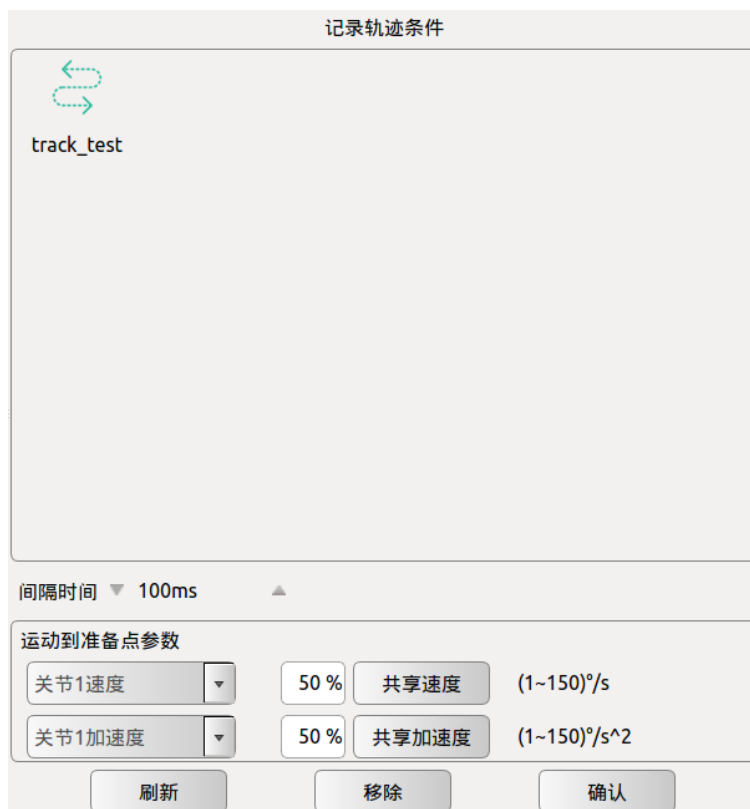 记录轨迹条件
track_test
间隔时间 100ms
运动到准备点参数
关节1速度 50 % 共享速度 (1~150)°/s
关节1加速度 50 % 共享加速度 (1~150)°/s^2
刷新 移除 确认